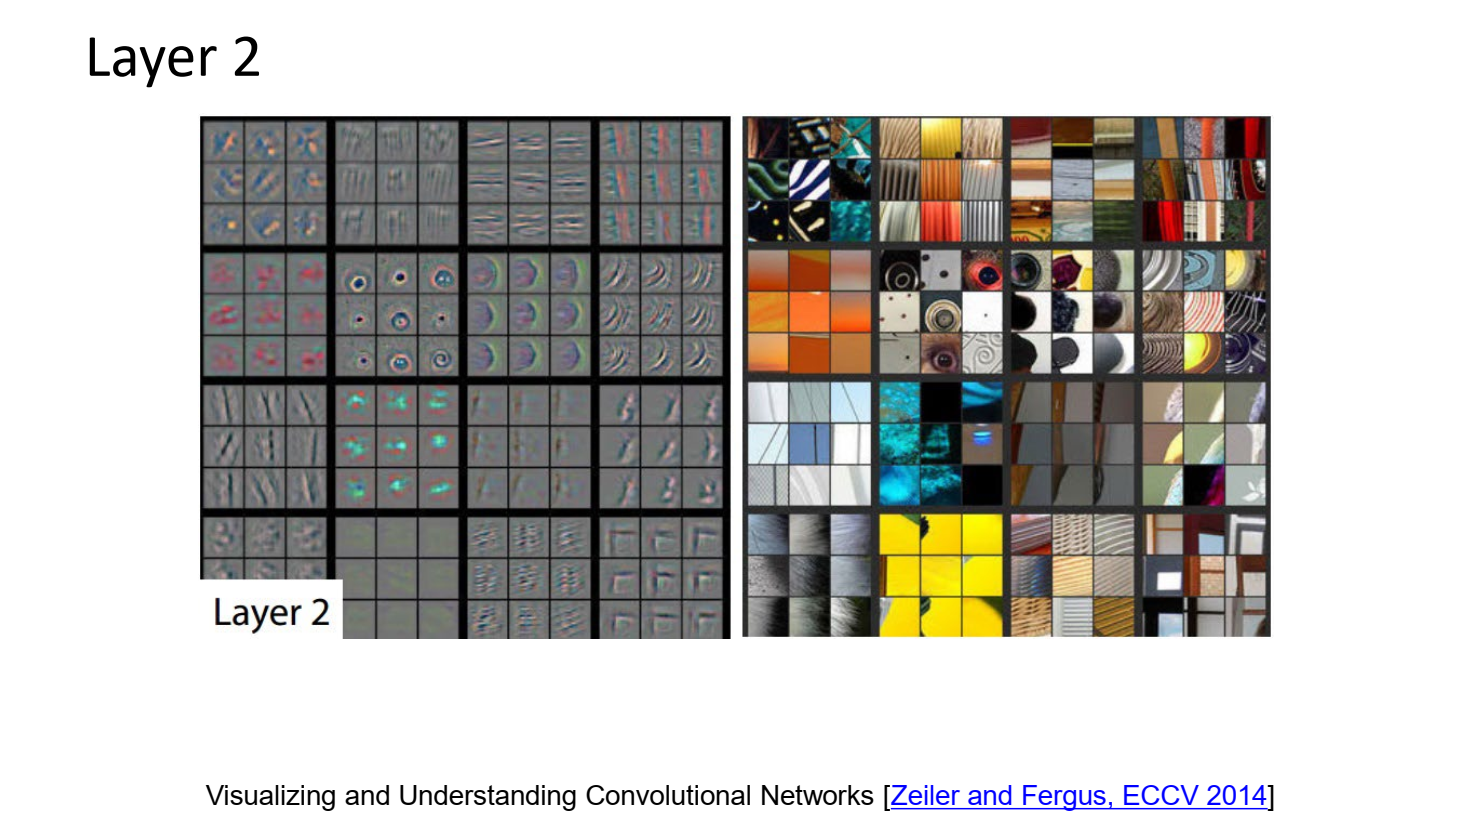 Layer 2
Layer 2
Visualizing and Understanding Convolutional Networks [Zeiler and Fergus, ECCV 2014]